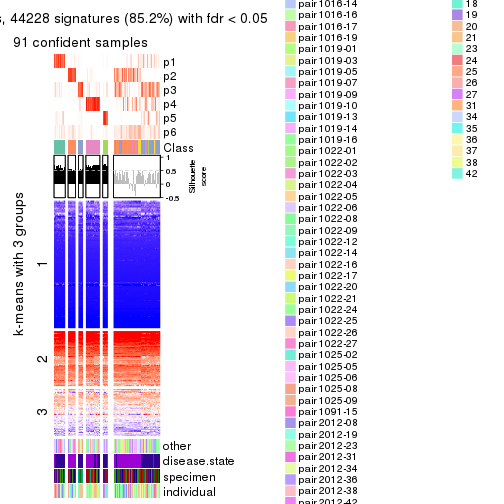 , 44228 signatures (85.2%) with fdr < 0.05
91 confident samples
p1
p2
p3
p4
p5
p6
Class
1
0.5
0
-0.5
Silhouette
score
k-means with 3 groups
1
2
3
other
disease.state
specimen
individual
pair1016-14
pair1016-16
pair1016-17
pair1016-19
pair1019-01
pair1019-03
pair1019-05
pair1019-07
pair1019-09
pair1019-10
pair1019-13
pair1019-14
pair1019-16
pair1022-01
pair1022-02
pair1022-03
pair1022-04
pair1022-05
pair1022-06
pair1022-08
pair1022-09
pair1022-12
pair1022-14
pair1022-16
pair1022-17
pair1022-20
pair1022-21
pair1022-24
pair1022-25
pair1022-26
pair1022-27
pair1025-02
pair1025-05
pair1025-06
pair1025-08
pair1025-09
pair1091-15
pair2012-08
pair2012-19
pair2012-23
pair2012-31
pair2012-34
pair2012-36
pair2012-38
pair2012-42
18
19
20
21
23
24
25
26
27
31
34
35
36
37
38
42